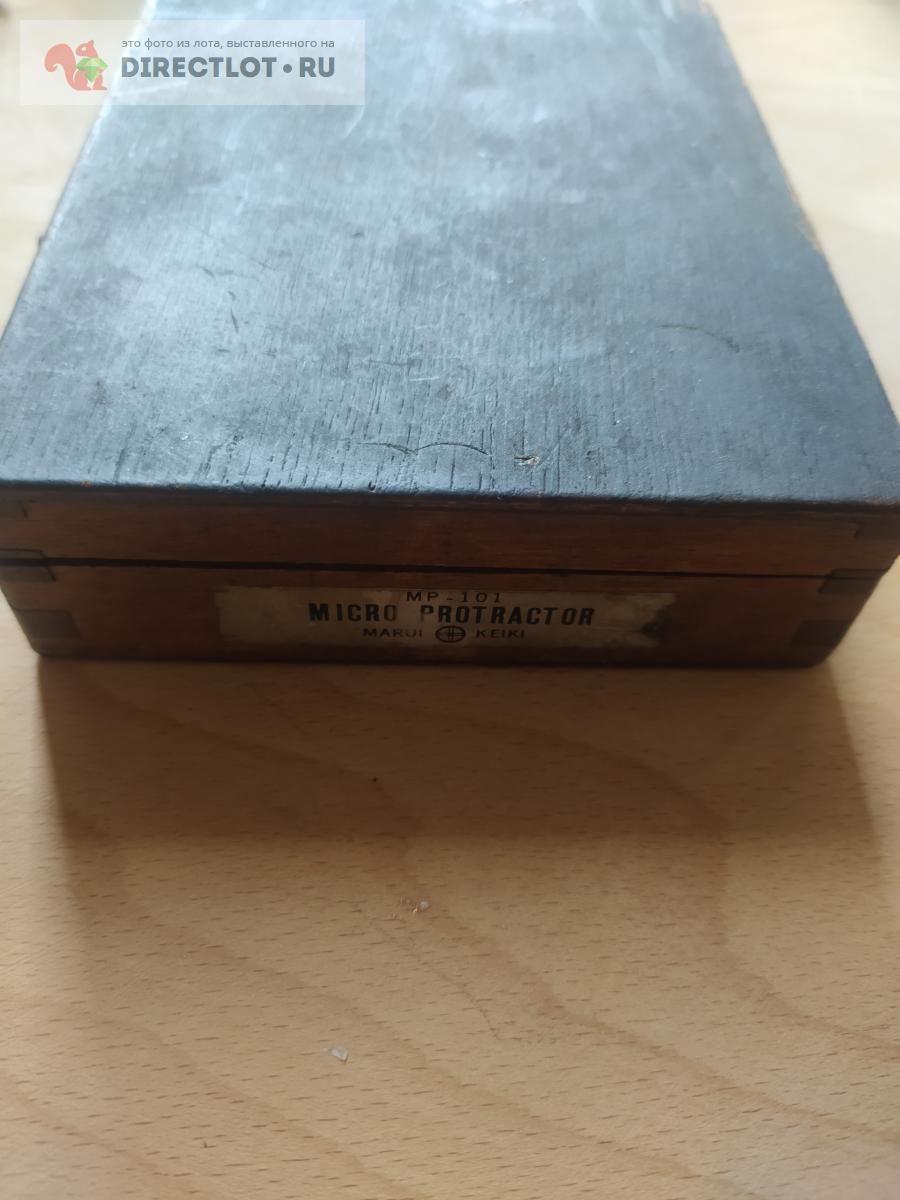 это фото из лота, выставленного на
DIRECTLOT•RU
MP-101
MICRO PROTRACTOR
MARUI KEIKI